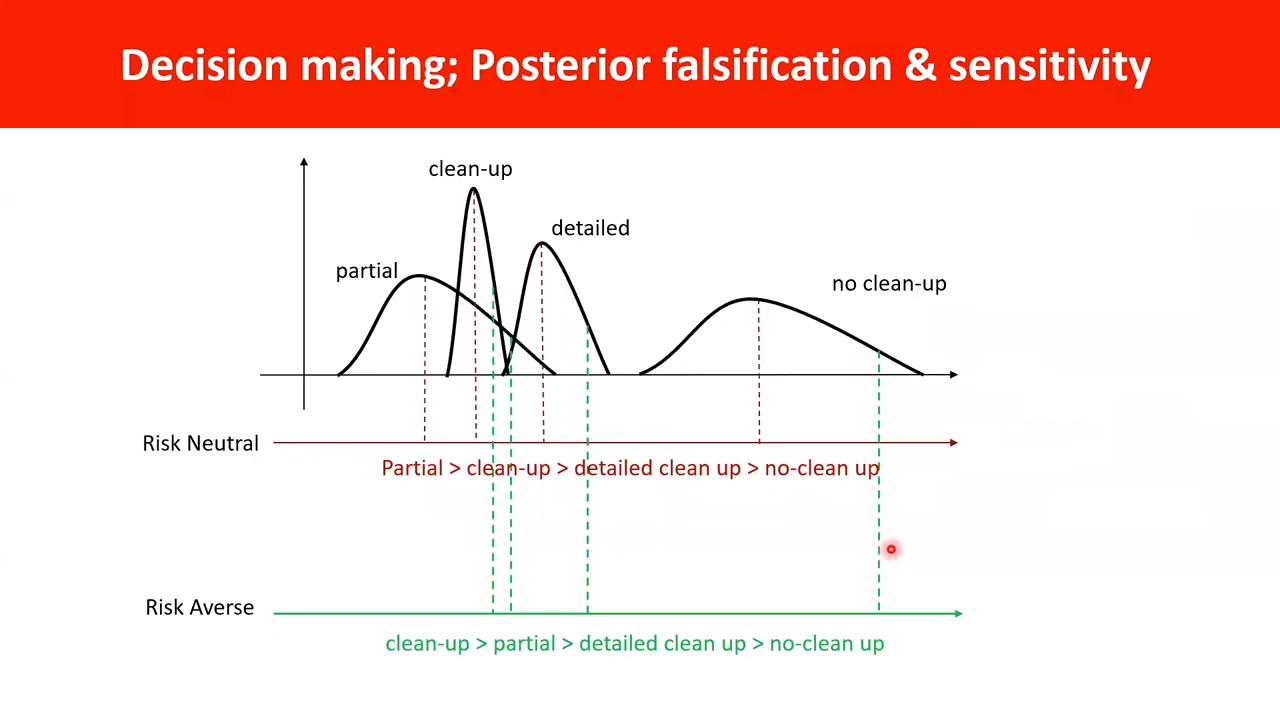 Decision making; Posterior falsification & sensitivity
clean-up
detailed
partial
no clean-up
Risk Neutral
Partial > clean-up > detailed clean up > no-clean up
Risk Averse
clean-up > partial > detailed clean up > no-clean up